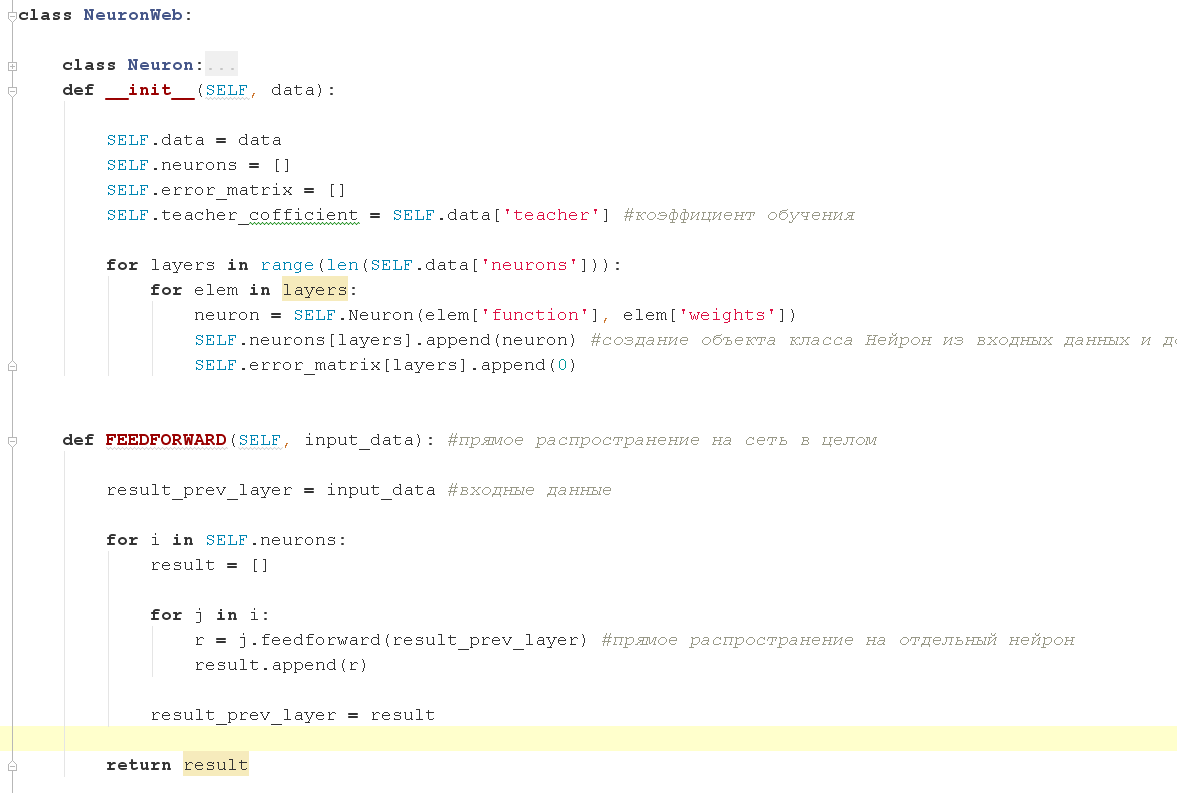 class NeuronWeb:
class Neuron:...
def __init__(SELF, data):
SELF.data = data
SELF.neurons = []
SELF.error_matrix = []
SELF.teacher_cofficient = SELF.data['teacher'] #коэффициент обучения
for layers in range(len(SELF.data['neurons'])):
for elem in layers:
neuron = SELF.Neuron(elem['function'], elem['weights'])
SELF.neurons[layers].append(neuron) #создание объекта класса Нейрон из входных данных и
SELF.error_matrix[layers].append(0)
def FEEDFORWARD(SELF, input_data): #прямое распространение на сеть в целом
result_prev_layer = input_data #входные данные
for i in SELF.neurons:
result = []
for j in i:
r = j.feedforward(result_prev_layer) #прямое распространение на отдельный нейрон
result.append(r)
result_prev_layer = result
return result